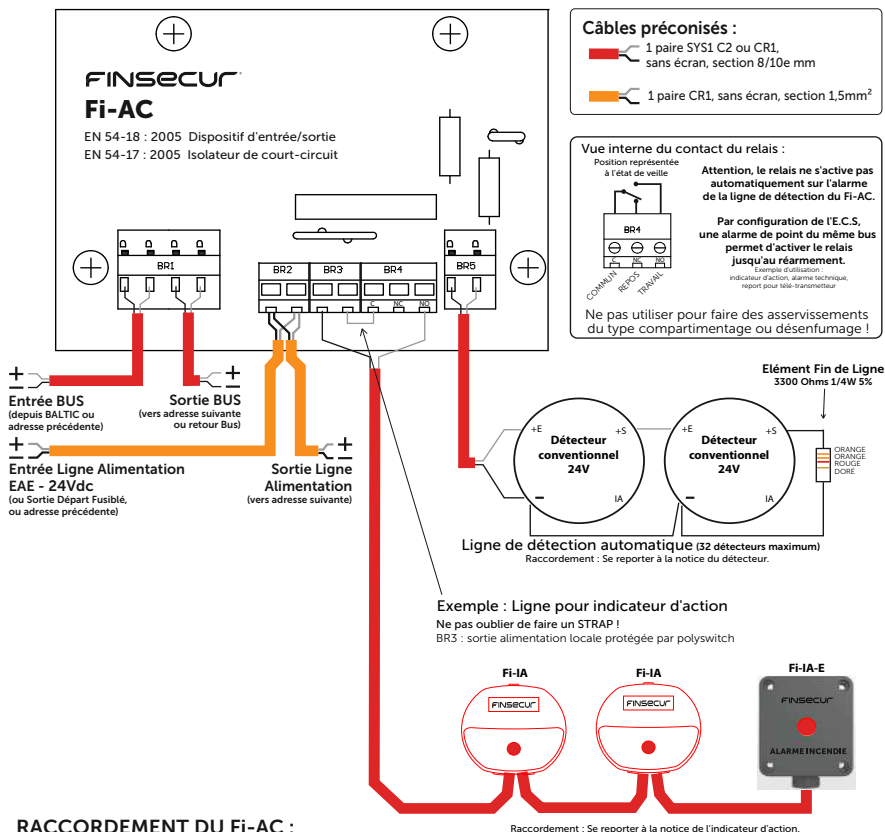 FINSECUR
Fi-AC
EN 54-18 : 2005 Dispositif d'entrée/sortie
EN 54-17 : 2005 Isolateur de court-circuit
BR1
BR2
BR3
BR4
C
NC
NO
BR5
Câbles préconisés :
1 paire SYS1 C2 ou CR1,
sans écran, section 8/10e mm
1 paire CR1, sans écran, section 1,5mm²
Vue interne du contact du relais :
Position représentée
à l'état de veille
BR4
C
NC
NO
COMMUN
REPOS
TRAVAIL
Attention, le relais ne s'active pas
automatiquement sur l'alarme
de la ligne de détection du Fi-AC.
Par configuration de l'E.C.S,
une alarme de point du même bus
permet d'activer le relais
jusqu'au réarmement.
Exemple d'utilisation :
indicateur d'action, alarme technique,
report pour télé-transmetteur
Ne pas utiliser pour faire des asservissements
du type compartimentage ou désenfumage !
+
−
Entrée BUS
(depuis BALTIC ou
adresse précédente)
+
−
Sortie BUS
(vers adresse suivante
ou retour Bus)
+
−
Entrée Ligne Alimentation
EAE - 24Vdc
(ou Sortie Départ Fusiblé,
ou adresse précédente)
+
−
Sortie Ligne
Alimentation
(vers adresse suivante)
Elément Fin de Ligne
3300 Ohms 1/4W 5%
+E
+S
Détecteur
conventionnel
24V
−
IA
+E
+S
Détecteur
conventionnel
24V
−
IA
ORANGE
ORANGE
ROUGE
DORÉ
Ligne de détection automatique (32 détecteurs maximum)
Raccordement : Se reporter à la notice du détecteur.
Exemple : Ligne pour indicateur d'action
Ne pas oublier de faire un STRAP !
BR3 : sortie alimentation locale protégée par polyswitch
Fi-IA
FINSECUR
Fi-IA
FINSECUR
Fi-IA-E
FINSECUR
ALARME INCENDIE
RACCORDEMENT DU Fi-AC :
Raccordement : Se reporter à la notice de l'indicateur d'action.